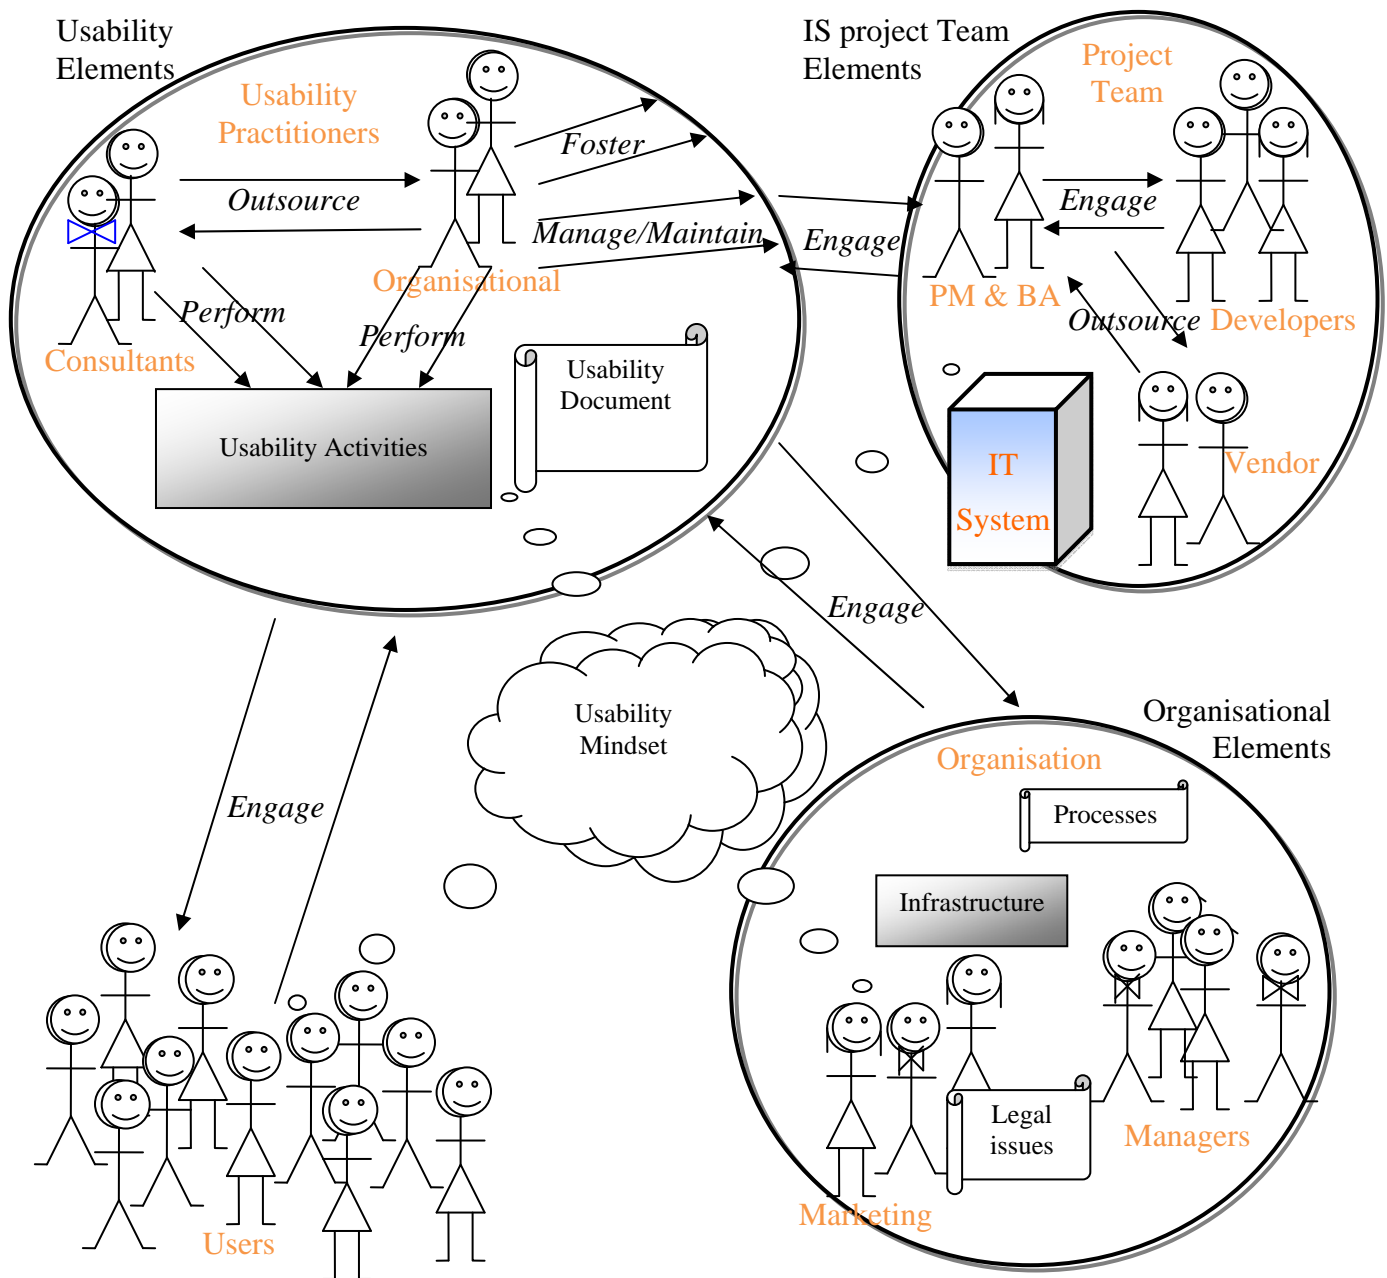 Usability
Elements
Usability
Practitioners
Foster
Outsource
Manage/Maintain
Organisational
Perform
Perform
Consultants
Usability
Document
Usability Activities
IS project Team
Elements
Project
Team
Engage
Engage
PM & BA
Outsource
Developers
Vendor
IT
System
Engage
Usability
Mindset
Engage
Users
Organisational
Elements
Organisation
Processes
Infrastructure
Legal
issues
Managers
Marketing